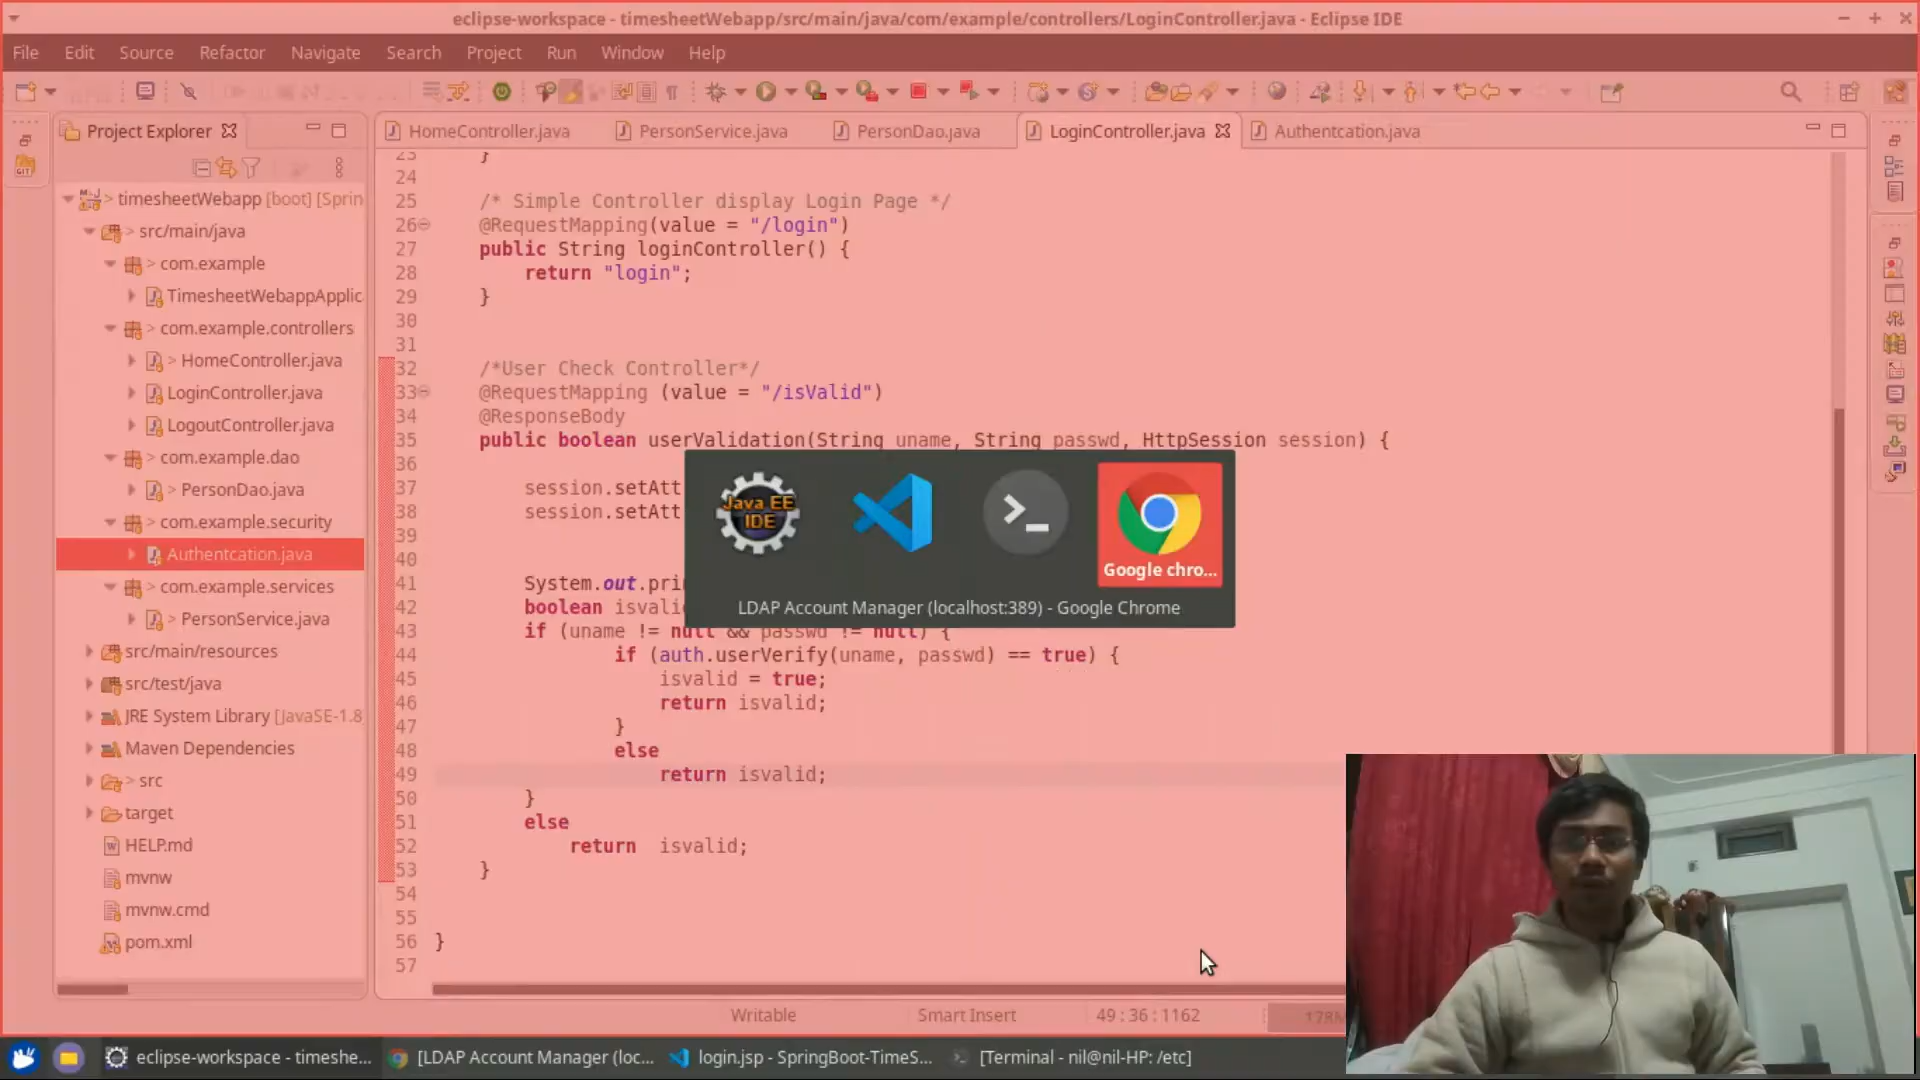 eclipse-workspace - timesheetWebapp/src/main/java/com/example/controllers/LoginController.java - Eclipse IDE
File Edit Source Refactor Navigate Search Project Run Window Help
Project Explorer
HomeController.java PersonService.java PersonDao.java LoginController.java Authentcation.java
GIT
timesheetWebapp [boot] [Sprin
> src/main/java
> com.example
TimesheetWebappApplic
> com.example.controllers
> HomeController.java
LoginController.java
LogoutController.java
> com.example.dao
> PersonDao.java
> com.example.security
Authentcation.java
> com.example.services
> PersonService.java
src/main/resources
src/test/java
JRE System Library [JavaSE-1.8
Maven Dependencies
> src
target
HELP.md
mvnw
mvnw.cmd
pom.xml
23 }
24
25 /* Simple Controller display Login Page */
26 @RequestMapping(value = "/login")
27 public String loginController() {
28 return "login";
29 }
30
31
32 /*User Check Controller*/
33 @RequestMapping (value = "/isValid")
34 @ResponseBody
35 public boolean userValidation(String uname, String passwd, HttpSession session) {
36
37 session.setAtt
38 session.setAtt
39
40
41 System.out.pri
42 boolean isvali
43 if (uname != null && passwd != null) {
44 if (auth.userVerify(uname, passwd) == true) {
45 isvalid = true;
46 return isvalid;
47 }
48 else
49 return isvalid;
50 }
51 else
52 return isvalid;
53 }
54
55
56 }
57
Java EE
IDE
Google chro...
LDAP Account Manager (localhost:389) - Google Chrome
Writable Smart Insert 49 : 36 : 1162 178M
eclipse-workspace - timeshe... [LDAP Account Manager (loc... login.jsp - SpringBoot-TimeS... [Terminal - nil@nil-HP: /etc]